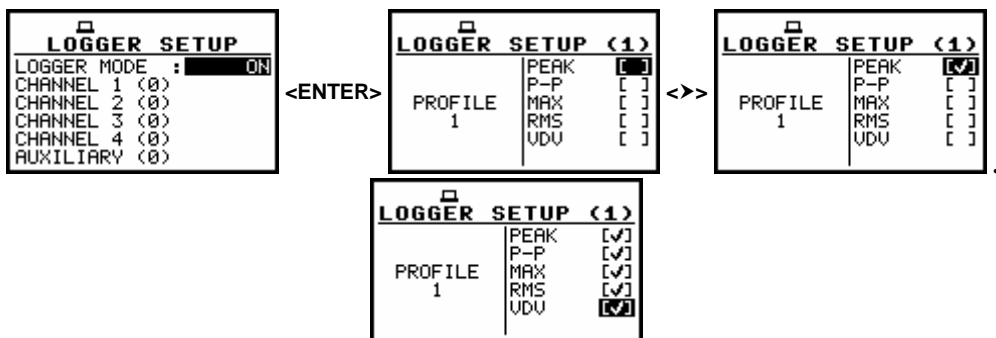 LOGGER SETUP
LOGGER MODE : ON
CHANNEL 1 (0)
CHANNEL 2 (0)
CHANNEL 3 (0)
CHANNEL 4 (0)
AUXILIARY (0)
<ENTER>
LOGGER SETUP (1)
PROFILE
1
PEAK [ ]
P-P [ ]
MAX [ ]
RMS [ ]
VDV [ ]
<➤>
LOGGER SETUP (1)
PROFILE
1
PEAK [✓]
P-P [ ]
MAX [ ]
RMS [ ]
VDV [ ]
LOGGER SETUP (1)
PROFILE
1
PEAK [✓]
P-P [✓]
MAX [✓]
RMS [✓]
VDV [✓]